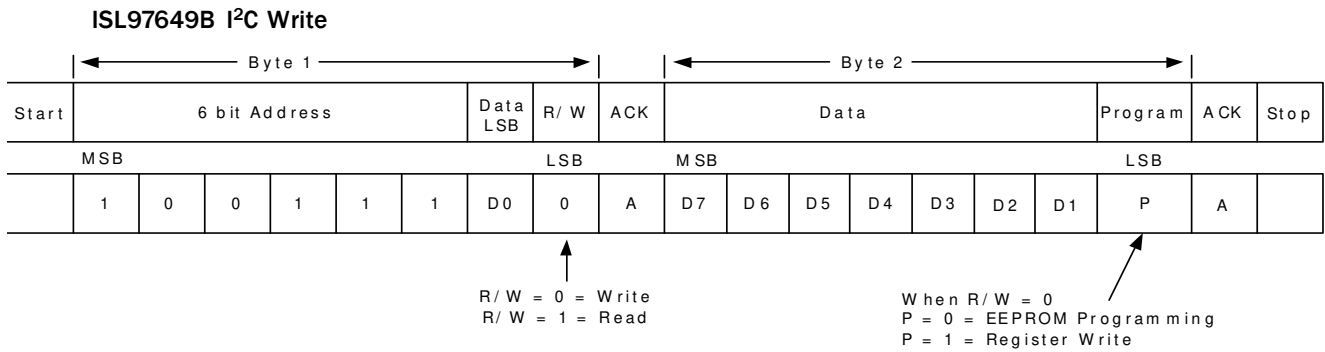 ISL97649B I²C Write
Byte 1 Byte 2
Start 6 bit Address Data LSB R/W ACK Data Program ACK Stop
MSB LSB MSB LSB
1 0 0 1 1 1 D0 0 A D7 D6 D5 D4 D3 D2 D1 P A
R/W = 0 = Write
R/W = 1 = Read
When R/W = 0
P = 0 = EEPROM Programming
P = 1 = Register Write